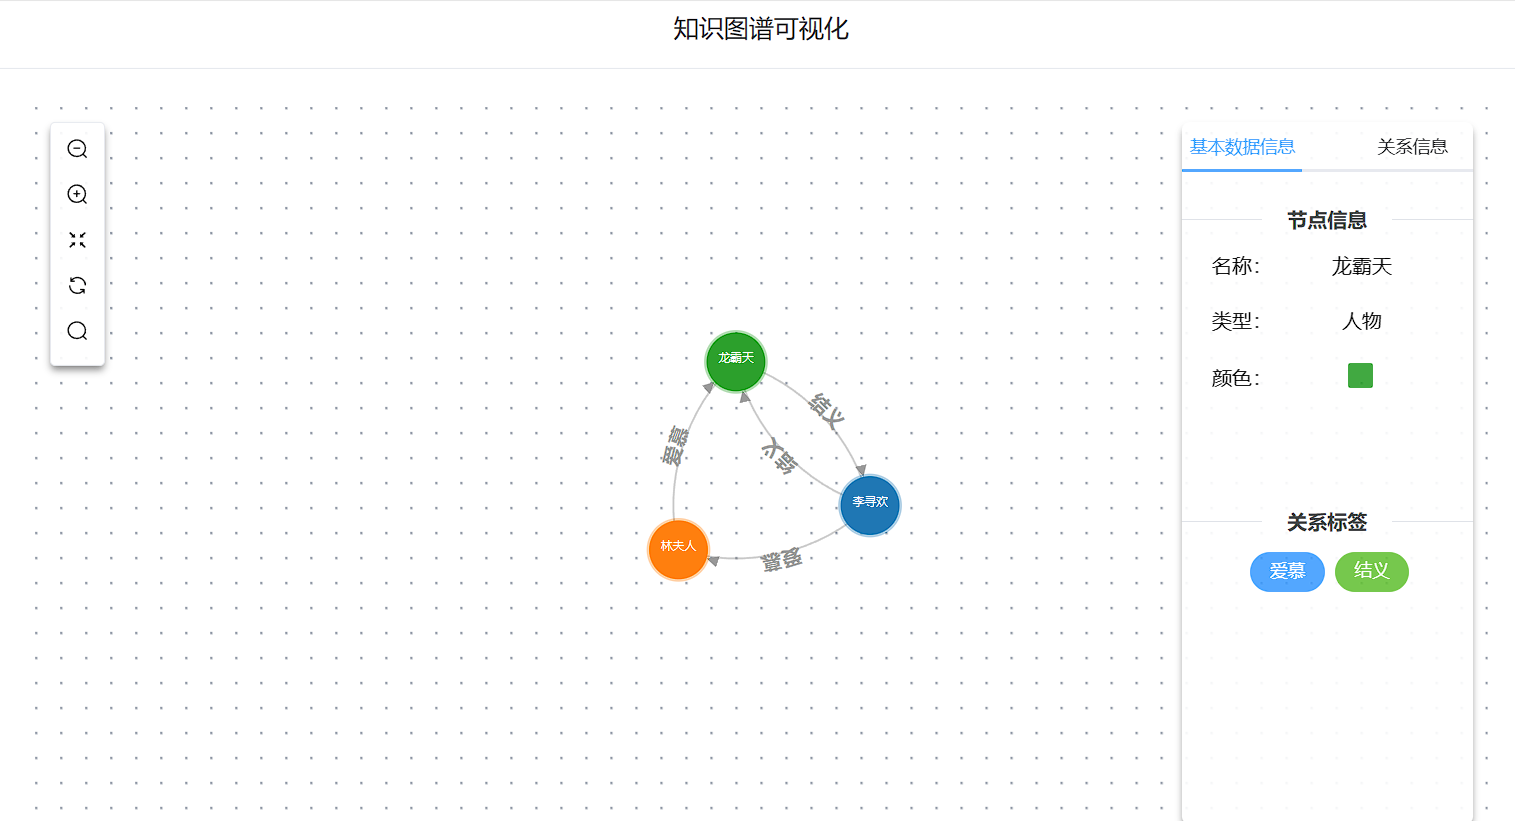 知识图谱可视化
基本数据信息
关系信息
节点信息
名称: 龙霸天
类型: 人物
颜色:
龙霸天
结义
结义
爱慕
李寻欢
林夫人
爱慕
关系标签
爱慕
结义